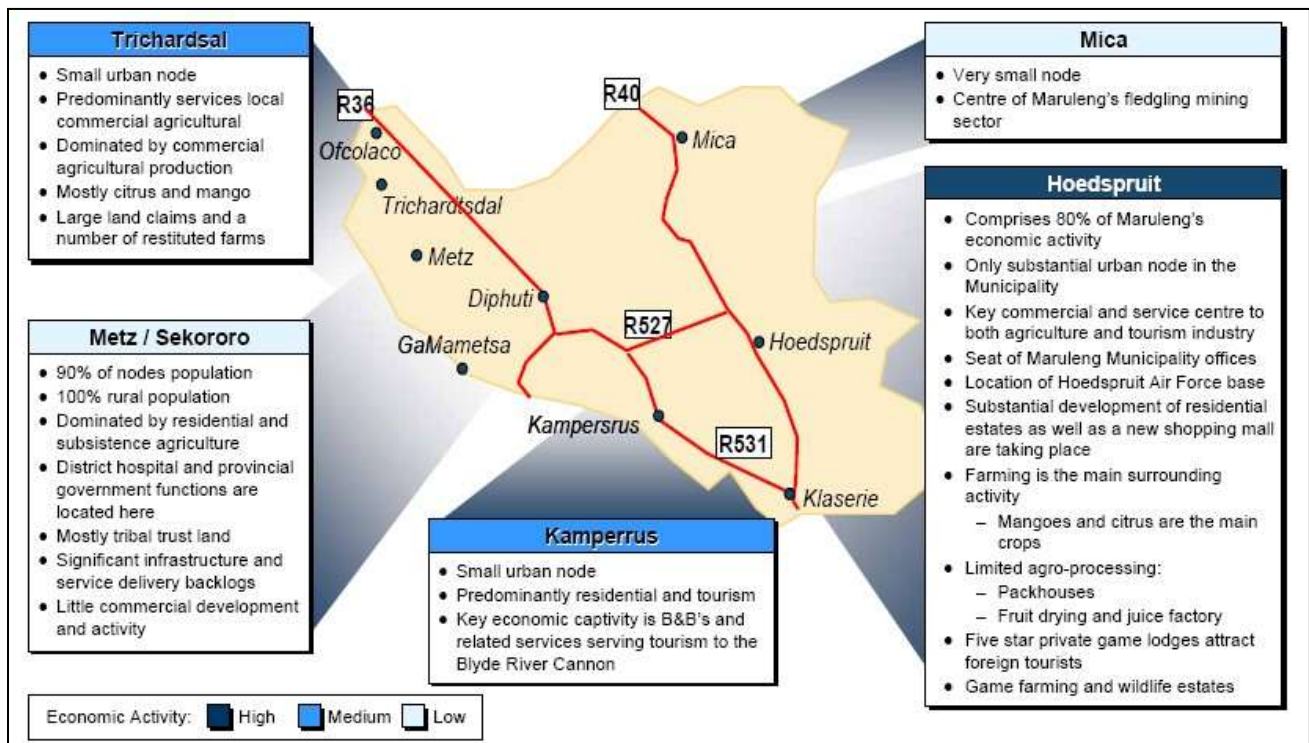 Trichardsal
• Small urban node
• Predominantly services local
commercial agricultural
• Dominated by commercial
agricultural production
• Mostly citrus and mango
• Large land claims and a
number of restituted farms
Metz / Sekororo
• 90% of nodes population
• 100% rural population
• Dominated by residential and
subsistence agriculture
• District hospital and provincial
government functions are
located here
• Mostly tribal trust land
• Significant infrastructure and
service delivery backlogs
• Little commercial development
and activity
R36
Ofcolaco
Trichardtsdal
Metz
Diphuti
GaMametsa
R40
Mica
R527
Hoedspruit
Kampersrus
R531
Klaserie
Kamperrus
• Small urban node
• Predominantly residential and tourism
• Key economic captivity is B&B's and
related services serving tourism to the
Blyde River Cannon
Mica
• Very small node
• Centre of Maruleng's fledgling mining
sector
Hoedspruit
• Comprises 80% of Maruleng's
economic activity
• Only substantial urban node in the
Municipality
• Key commercial and service centre to
both agriculture and tourism industry
• Seat of Maruleng Municipality offices
• Location of Hoedspruit Air Force base
• Substantial development of residential
estates as well as a new shopping mall
are taking place
• Farming is the main surrounding
activity
– Mangoes and citrus are the main
crops
• Limited agro-processing:
– Packhouses
– Fruit drying and juice factory
• Five star private game lodges attract
foreign tourists
• Game farming and wildlife estates
Economic Activity: High Medium Low